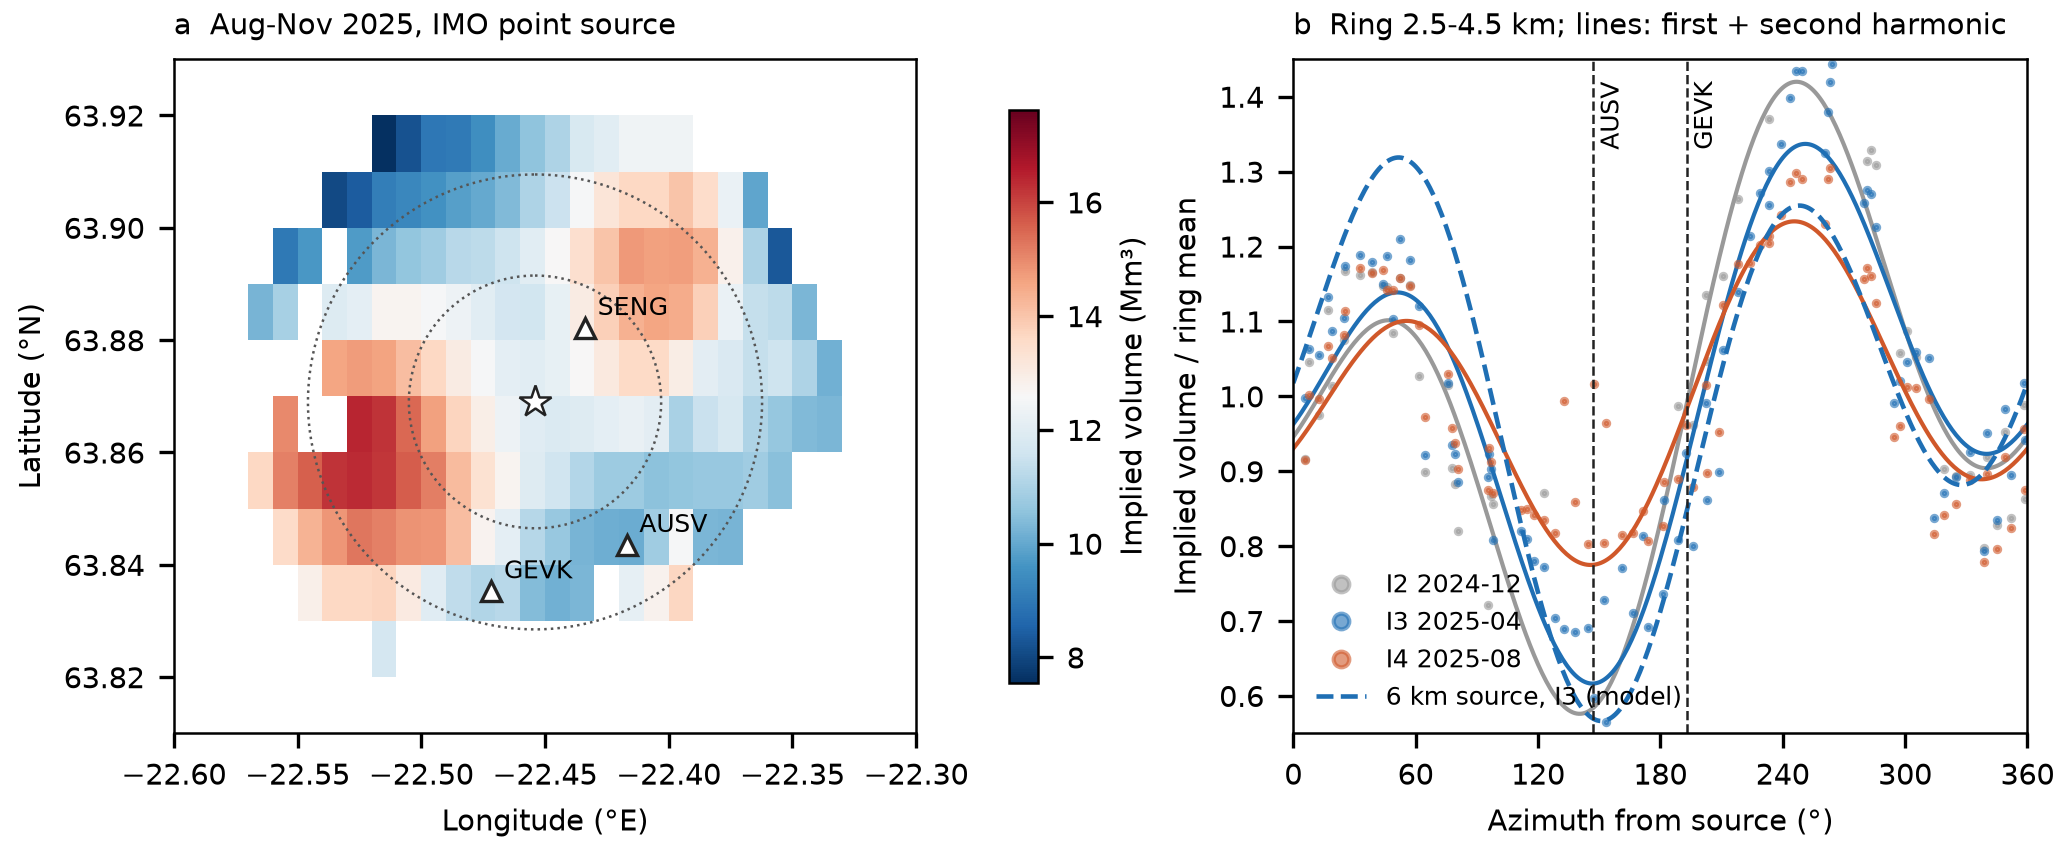 a Aug-Nov 2025, IMO point source
Latitude (°N)
63.92
63.90
63.88
63.86
63.84
63.82
SENG
AUSV
GEVK
−22.60 −22.55 −22.50 −22.45 −22.40 −22.35 −22.30
Longitude (°E)
16
14
12
10
8
Implied volume (Mm³)
b Ring 2.5-4.5 km; lines: first + second harmonic
Implied volume / ring mean
1.4
1.3
1.2
1.1
1.0
0.9
0.8
0.7
0.6
AUSV
GEVK
I2 2024-12
I3 2025-04
I4 2025-08
6 km source, I3 (model)
0 60 120 180 240 300 360
Azimuth from source (°)